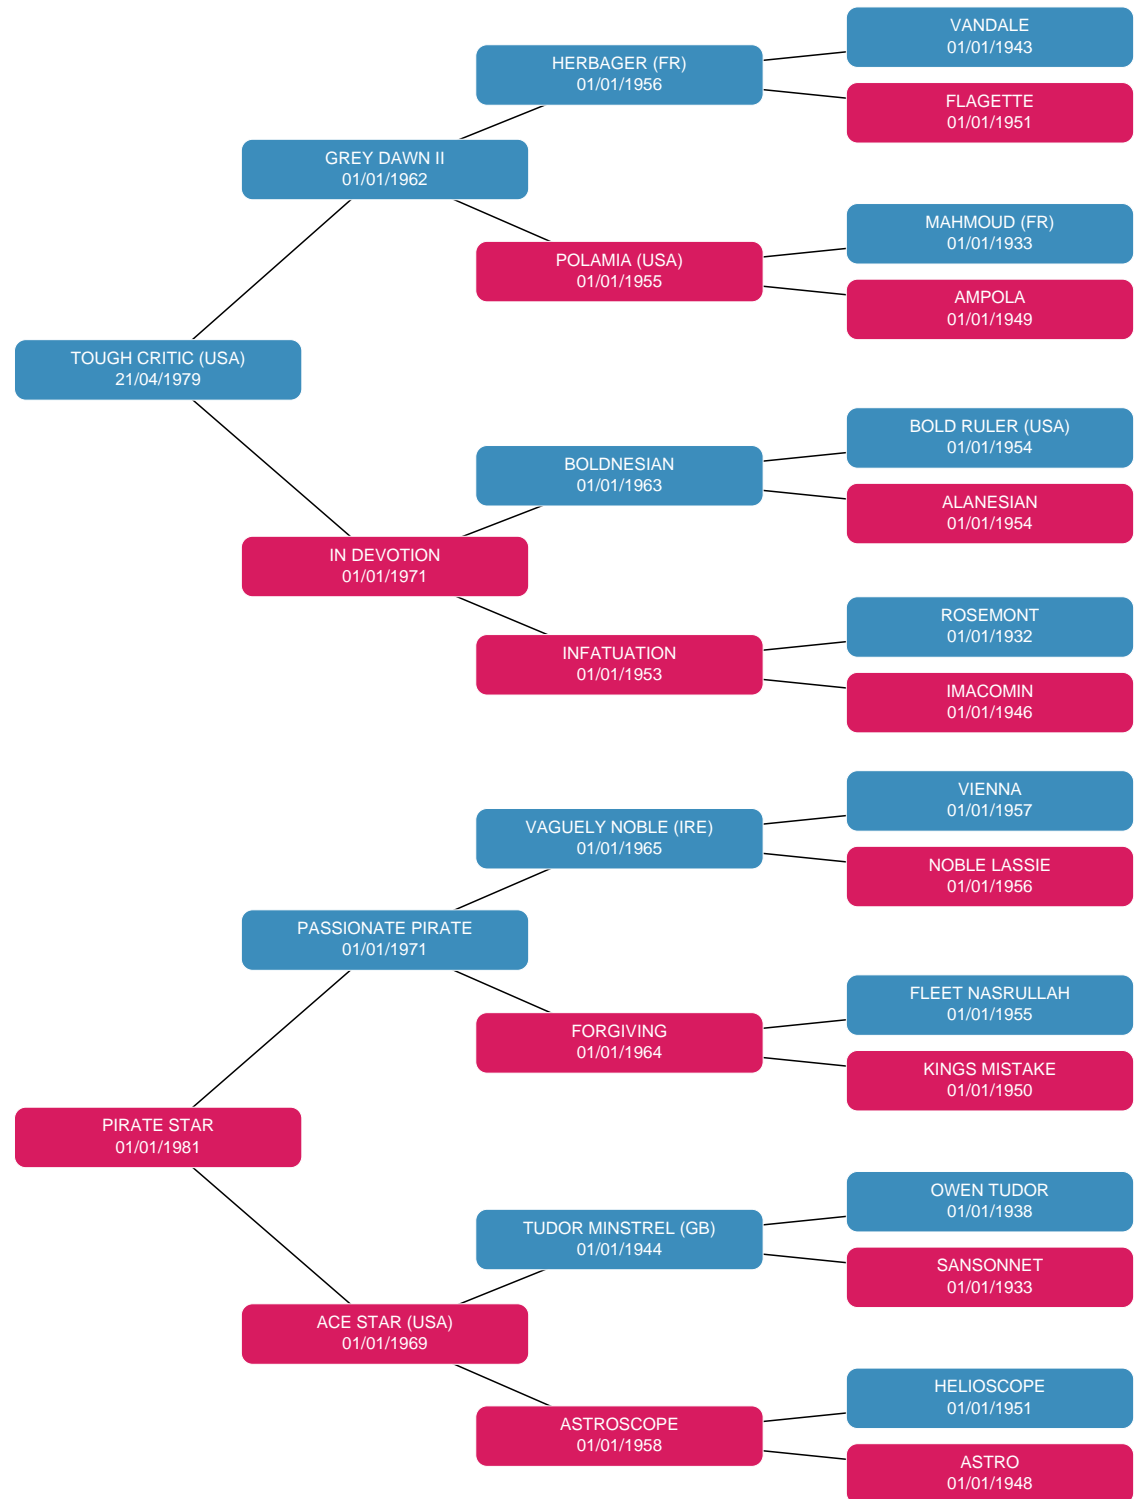 VANDALE
01/01/1943
HERBAGER (FR)
01/01/1956
FLAGETTE
01/01/1951
GREY DAWN II
01/01/1962
MAHMOUD (FR)
01/01/1933
POLAMIA (USA)
01/01/1955
AMPOLA
01/01/1949
TOUGH CRITIC (USA)
21/04/1979
BOLD RULER (USA)
01/01/1954
BOLDNESIAN
01/01/1963
ALANESIAN
01/01/1954
IN DEVOTION
01/01/1971
ROSEMONT
01/01/1932
INFATUATION
01/01/1953
IMACOMIN
01/01/1946
VIENNA
01/01/1957
VAGUELY NOBLE (IRE)
01/01/1965
NOBLE LASSIE
01/01/1956
PASSIONATE PIRATE
01/01/1971
FLEET NASRULLAH
01/01/1955
FORGIVING
01/01/1964
KINGS MISTAKE
01/01/1950
PIRATE STAR
01/01/1981
OWEN TUDOR
01/01/1938
TUDOR MINSTREL (GB)
01/01/1944
SANSONNET
01/01/1933
ACE STAR (USA)
01/01/1969
HELIOSCOPE
01/01/1951
ASTROSCOPE
01/01/1958
ASTRO
01/01/1948